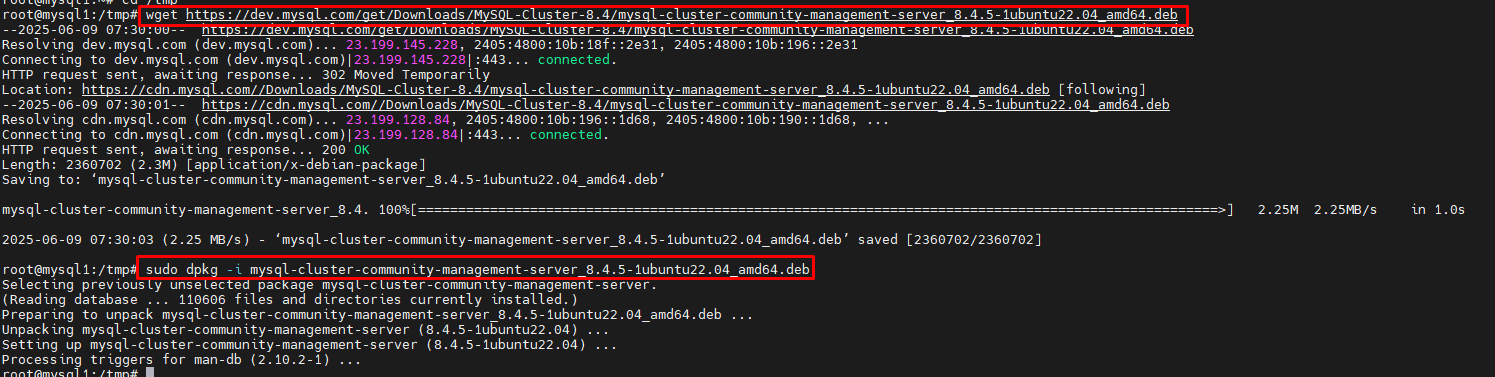 root@mysql1:~# cd /tmp
root@mysql1:/tmp# wget https://dev.mysql.com/get/Downloads/MySQL-Cluster-8.4/mysql-cluster-community-management-server_8.4.5-1ubuntu22.04_amd64.deb
--2025-06-09 07:30:00--  https://dev.mysql.com/get/Downloads/MySQL-Cluster-8.4/mysql-cluster-community-management-server_8.4.5-1ubuntu22.04_amd64.deb
Resolving dev.mysql.com (dev.mysql.com)... 23.199.145.228, 2405:4800:10b:18f::2e31, 2405:4800:10b:196::2e31
Connecting to dev.mysql.com (dev.mysql.com)|23.199.145.228|:443... connected.
HTTP request sent, awaiting response... 302 Moved Temporarily
Location: https://cdn.mysql.com//Downloads/MySQL-Cluster-8.4/mysql-cluster-community-management-server_8.4.5-1ubuntu22.04_amd64.deb [following]
--2025-06-09 07:30:01--  https://cdn.mysql.com//Downloads/MySQL-Cluster-8.4/mysql-cluster-community-management-server_8.4.5-1ubuntu22.04_amd64.deb
Resolving cdn.mysql.com (cdn.mysql.com)... 23.199.128.84, 2405:4800:10b:196::1d68, 2405:4800:10b:190::1d68, ...
Connecting to cdn.mysql.com (cdn.mysql.com)|23.199.128.84|:443... connected.
HTTP request sent, awaiting response... 200 OK
Length: 2360702 (2.3M) [application/x-debian-package]
Saving to: ‘mysql-cluster-community-management-server_8.4.5-1ubuntu22.04_amd64.deb’
mysql-cluster-community-management-server_8.4. 100%[====================================================================================================>]   2.25M  2.25MB/s    in 1.0s
2025-06-09 07:30:03 (2.25 MB/s) - ‘mysql-cluster-community-management-server_8.4.5-1ubuntu22.04_amd64.deb’ saved [2360702/2360702]
root@mysql1:/tmp# sudo dpkg -i mysql-cluster-community-management-server_8.4.5-1ubuntu22.04_amd64.deb
Selecting previously unselected package mysql-cluster-community-management-server.
(Reading database ... 110606 files and directories currently installed.)
Preparing to unpack mysql-cluster-community-management-server_8.4.5-1ubuntu22.04_amd64.deb ...
Unpacking mysql-cluster-community-management-server (8.4.5-1ubuntu22.04) ...
Setting up mysql-cluster-community-management-server (8.4.5-1ubuntu22.04) ...
Processing triggers for man-db (2.10.2-1) ...
root@mysql1:/tmp#